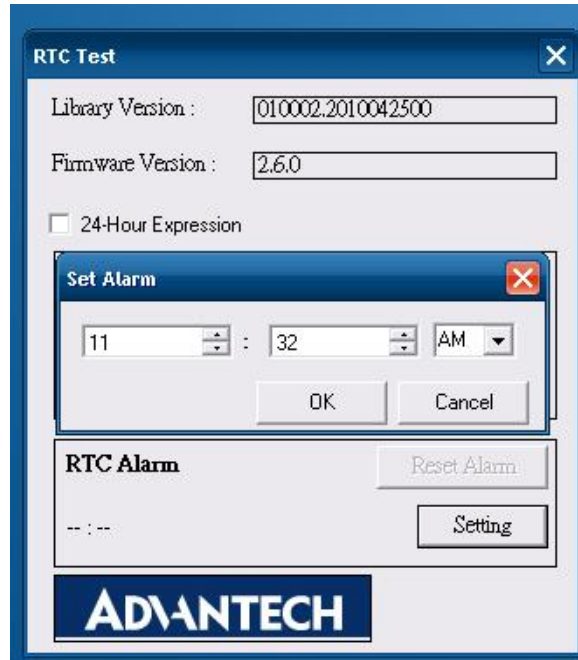 RTC Test
Library Version : 010002.2010042500
Firmware Version : 2.6.0
24-Hour Expression
Set Alarm
11 : 32 AM
OK Cancel
RTC Alarm Reset Alarm
-- : -- Setting
ADVANTECH